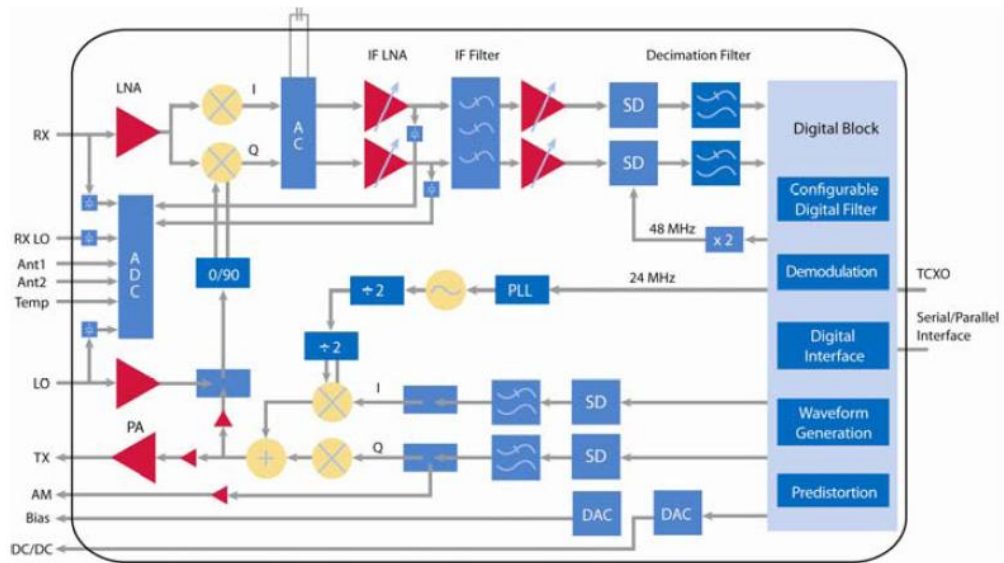 IF LNA
IF Filter
Decimation Filter
LNA
I
A
C
SD
Digital Block
RX
Q
SD
Configurable
Digital Filter
RX LO
A
D
C
48 MHz
x 2
Ant1
0/90
Ant2
÷ 2
PLL
24 MHz
Demodulation
TCXO
Temp
Serial/Parallel
Interface
÷ 2
Digital
Interface
LO
I
SD
Waveform
Generation
PA
TX
+
Q
SD
AM
Predistortion
Bias
DAC
DAC
DC/DC